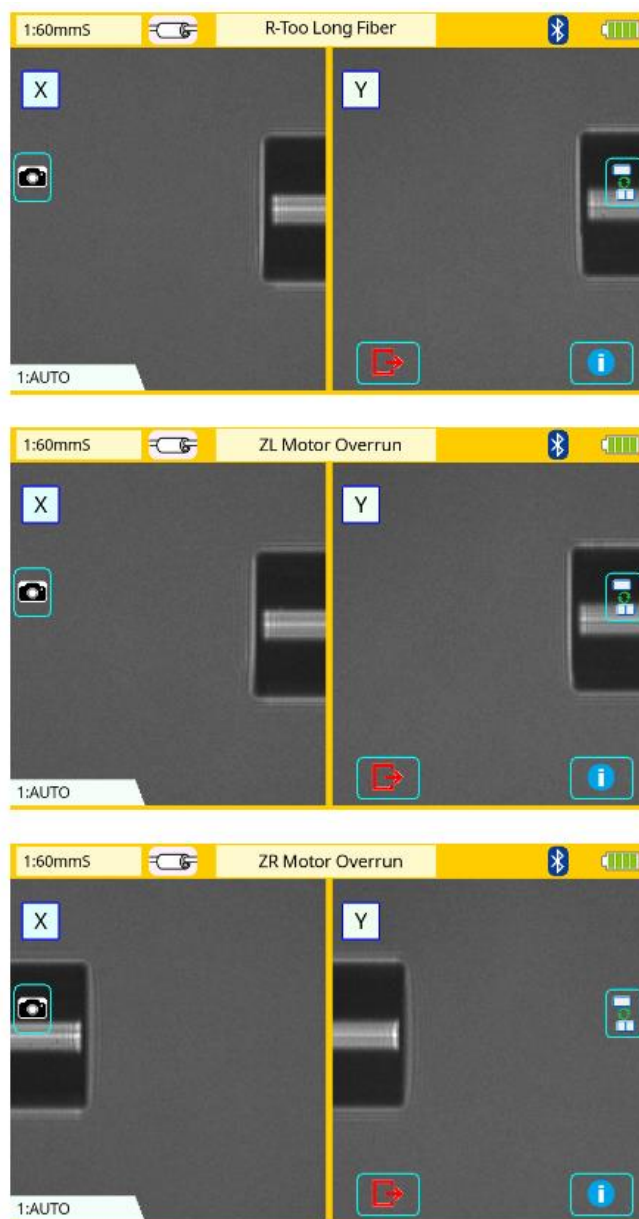 1:60mmS R-Too Long Fiber
X Y
1:AUTO
1:60mmS ZL Motor Overrun
X Y
1:AUTO
1:60mmS ZR Motor Overrun
X Y
1:AUTO